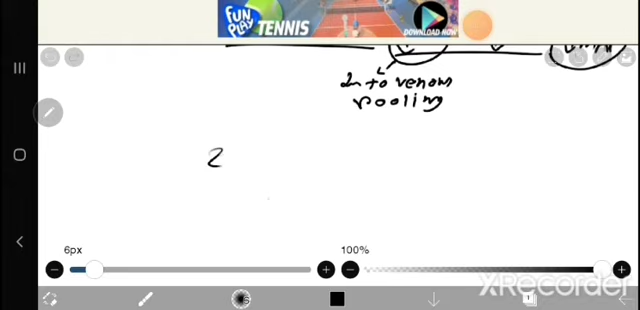 FUN PLAY TENNIS
DOWNLOAD NOW
2° to venous
pooling
2
6px
100%
XRecorder